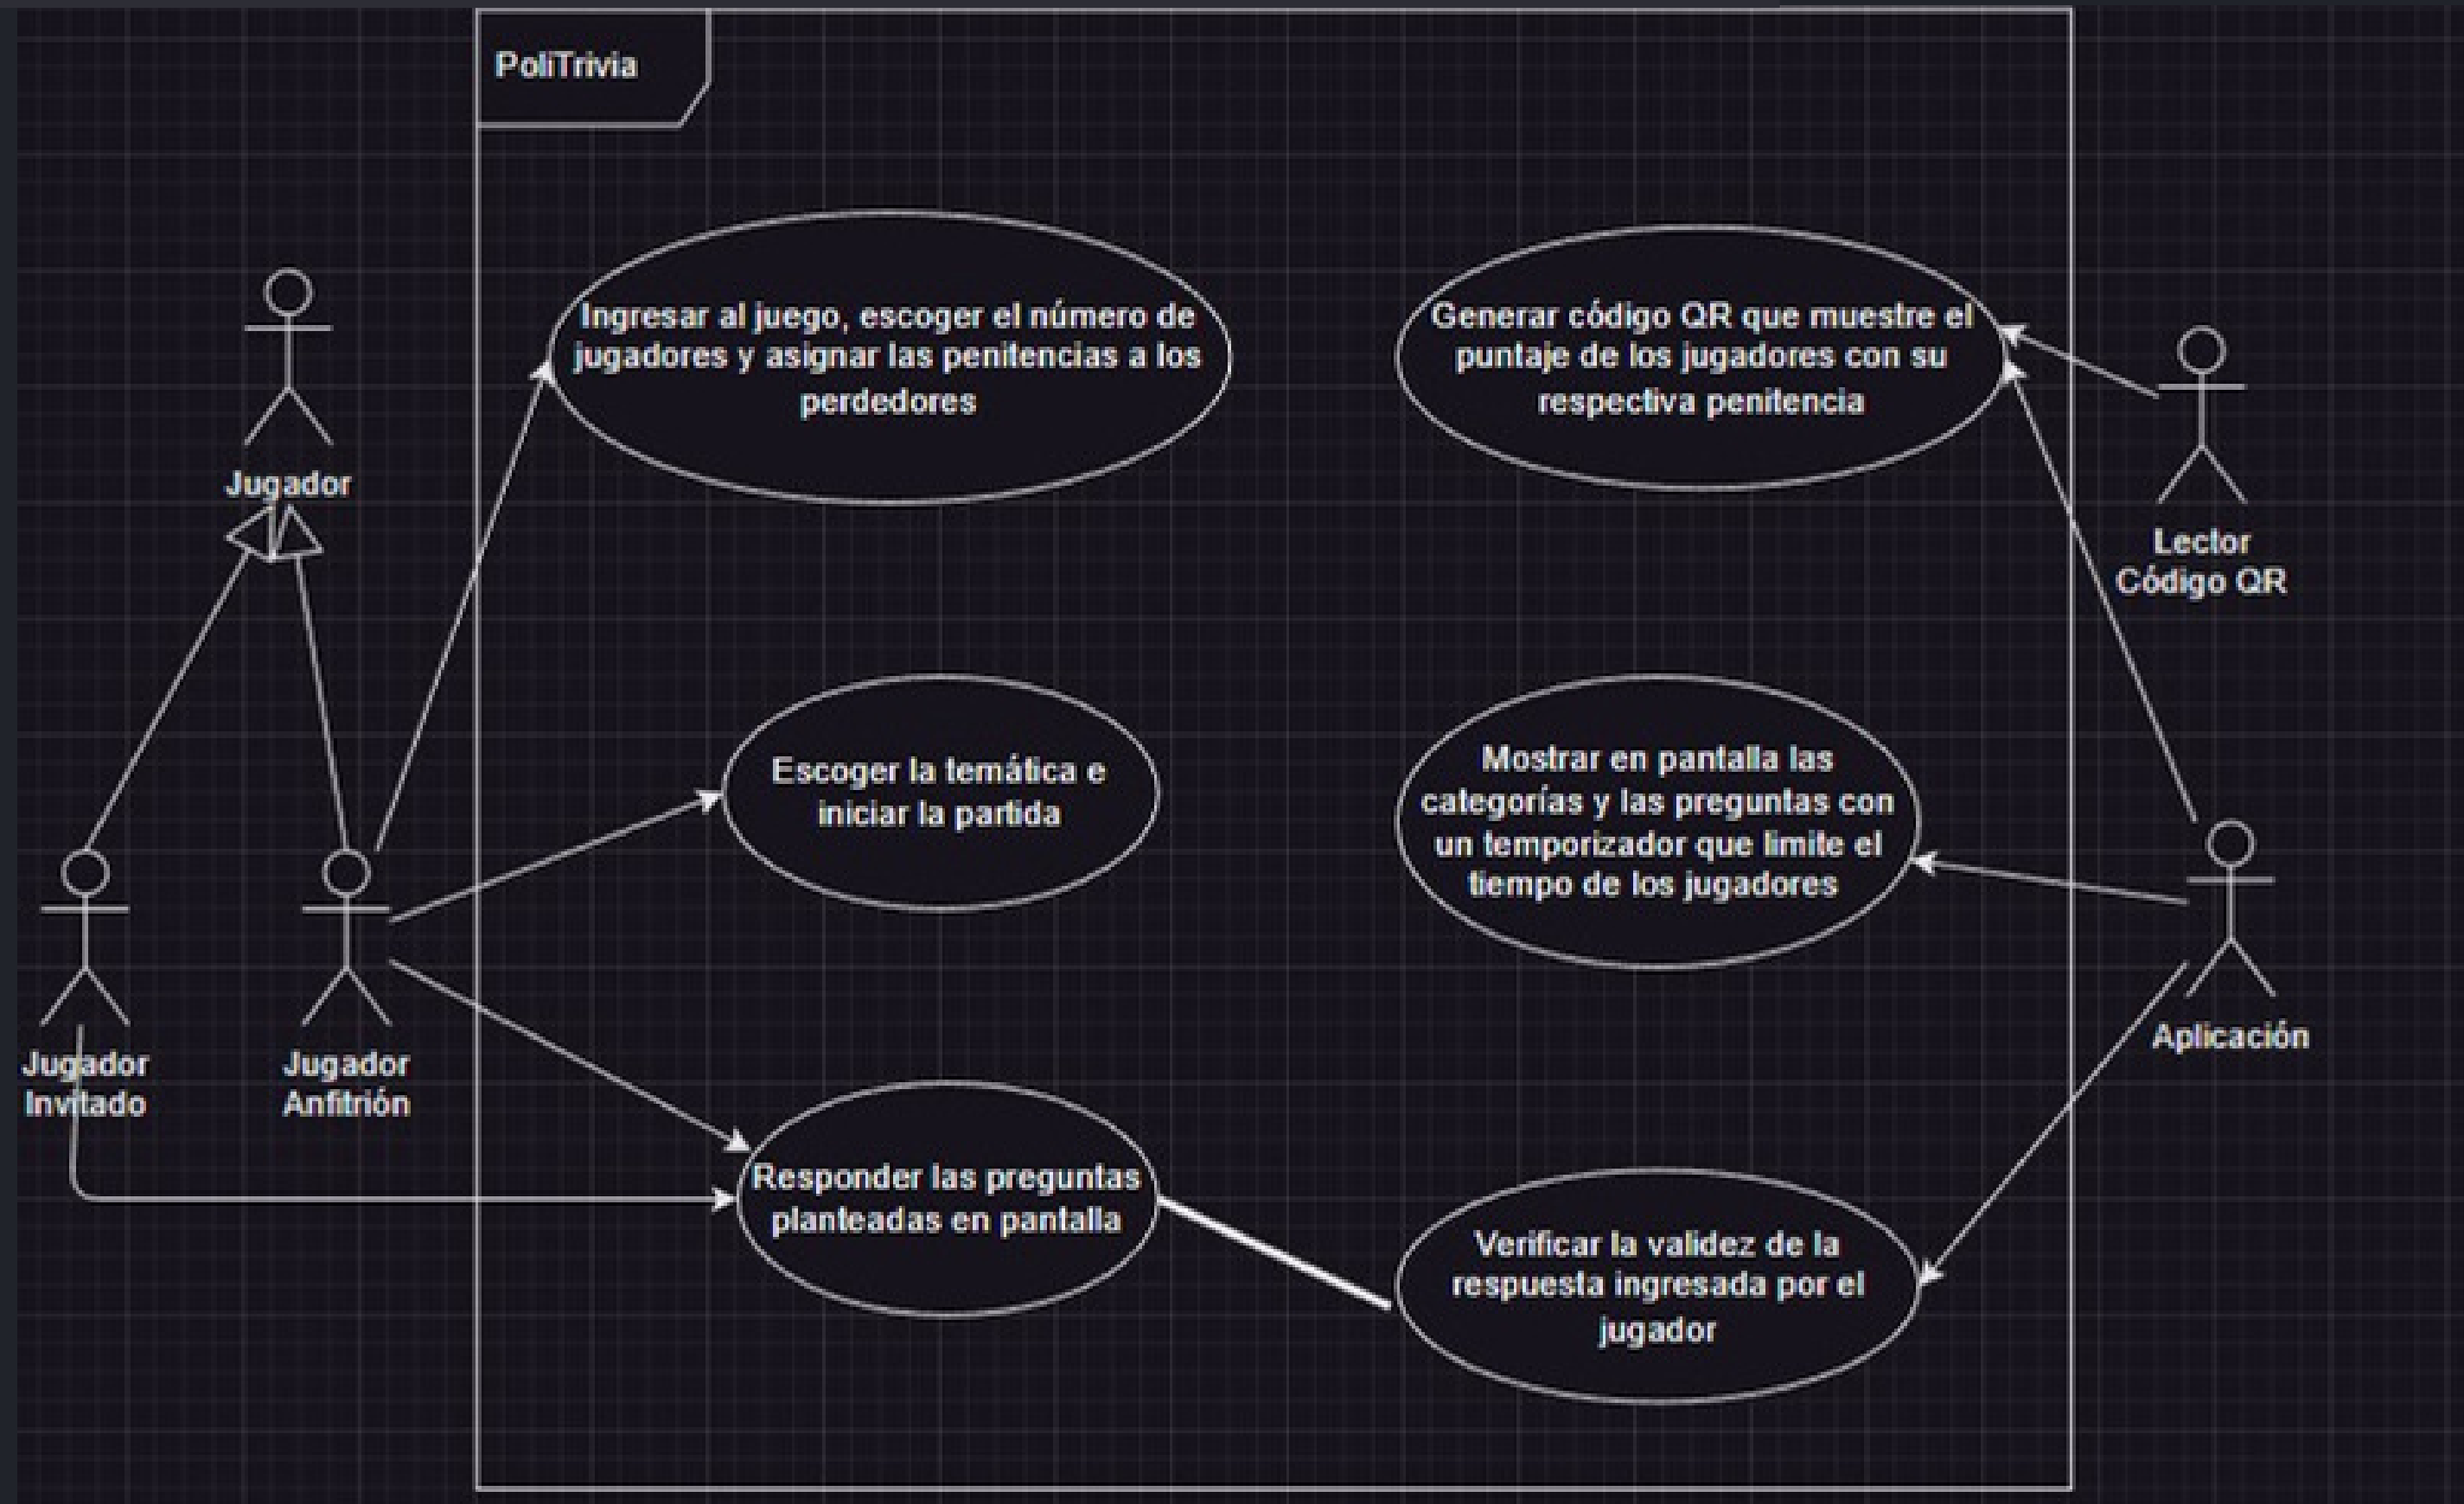 PoliTrivia
Ingresar al juego, escoger el número de
jugadores y asignar las penitencias a los
perdedores
Generar código QR que muestre el
puntaje de los jugadores con su
respectiva penitencia
Jugador
Lector
Código QR
Escoger la temática e
iniciar la partida
Mostrar en pantalla las
categorías y las preguntas con
un temporizador que limite el
tiempo de los jugadores
Jugador
Invitado
Jugador
Anfitrión
Aplicación
Responder las preguntas
planteadas en pantalla
Verificar la validez de la
respuesta ingresada por el
jugador